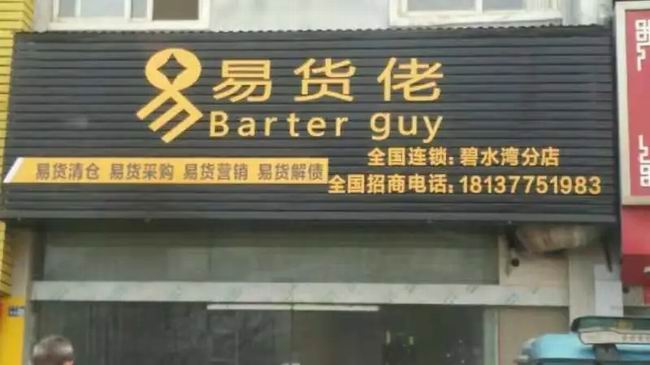 易货佬
Barter guy
全国连锁:碧水湾分店
易货清仓 易货采购 易货营销 易货解债
全国招商电话:18137751983